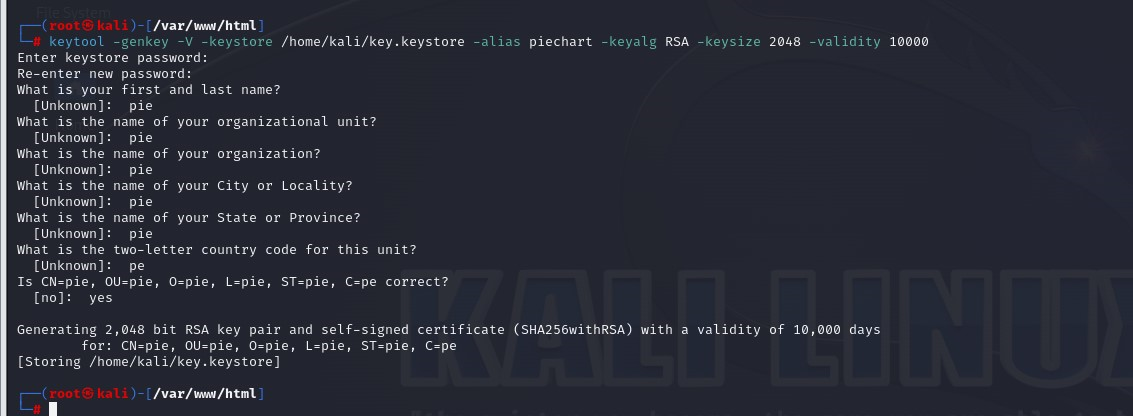 File System
┌──(root㉿kali)-[/var/www/html]
└─# keytool -genkey -V -keystore /home/kali/key.keystore -alias piechart -keyalg RSA -keysize 2048 -validity 10000
Enter keystore password:
Re-enter new password:
What is your first and last name?
  [Unknown]:  pie
What is the name of your organizational unit?
  [Unknown]:  pie
What is the name of your organization?
  [Unknown]:  pie
What is the name of your City or Locality?
  [Unknown]:  pie
What is the name of your State or Province?
  [Unknown]:  pie
What is the two-letter country code for this unit?
  [Unknown]:  pe
Is CN=pie, OU=pie, O=pie, L=pie, ST=pie, C=pe correct?
  [no]:  yes

Generating 2,048 bit RSA key pair and self-signed certificate (SHA256withRSA) with a validity of 10,000 days
        for: CN=pie, OU=pie, O=pie, L=pie, ST=pie, C=pe
[Storing /home/kali/key.keystore]

┌──(root㉿kali)-[/var/www/html]
└─#
KALI LINUX